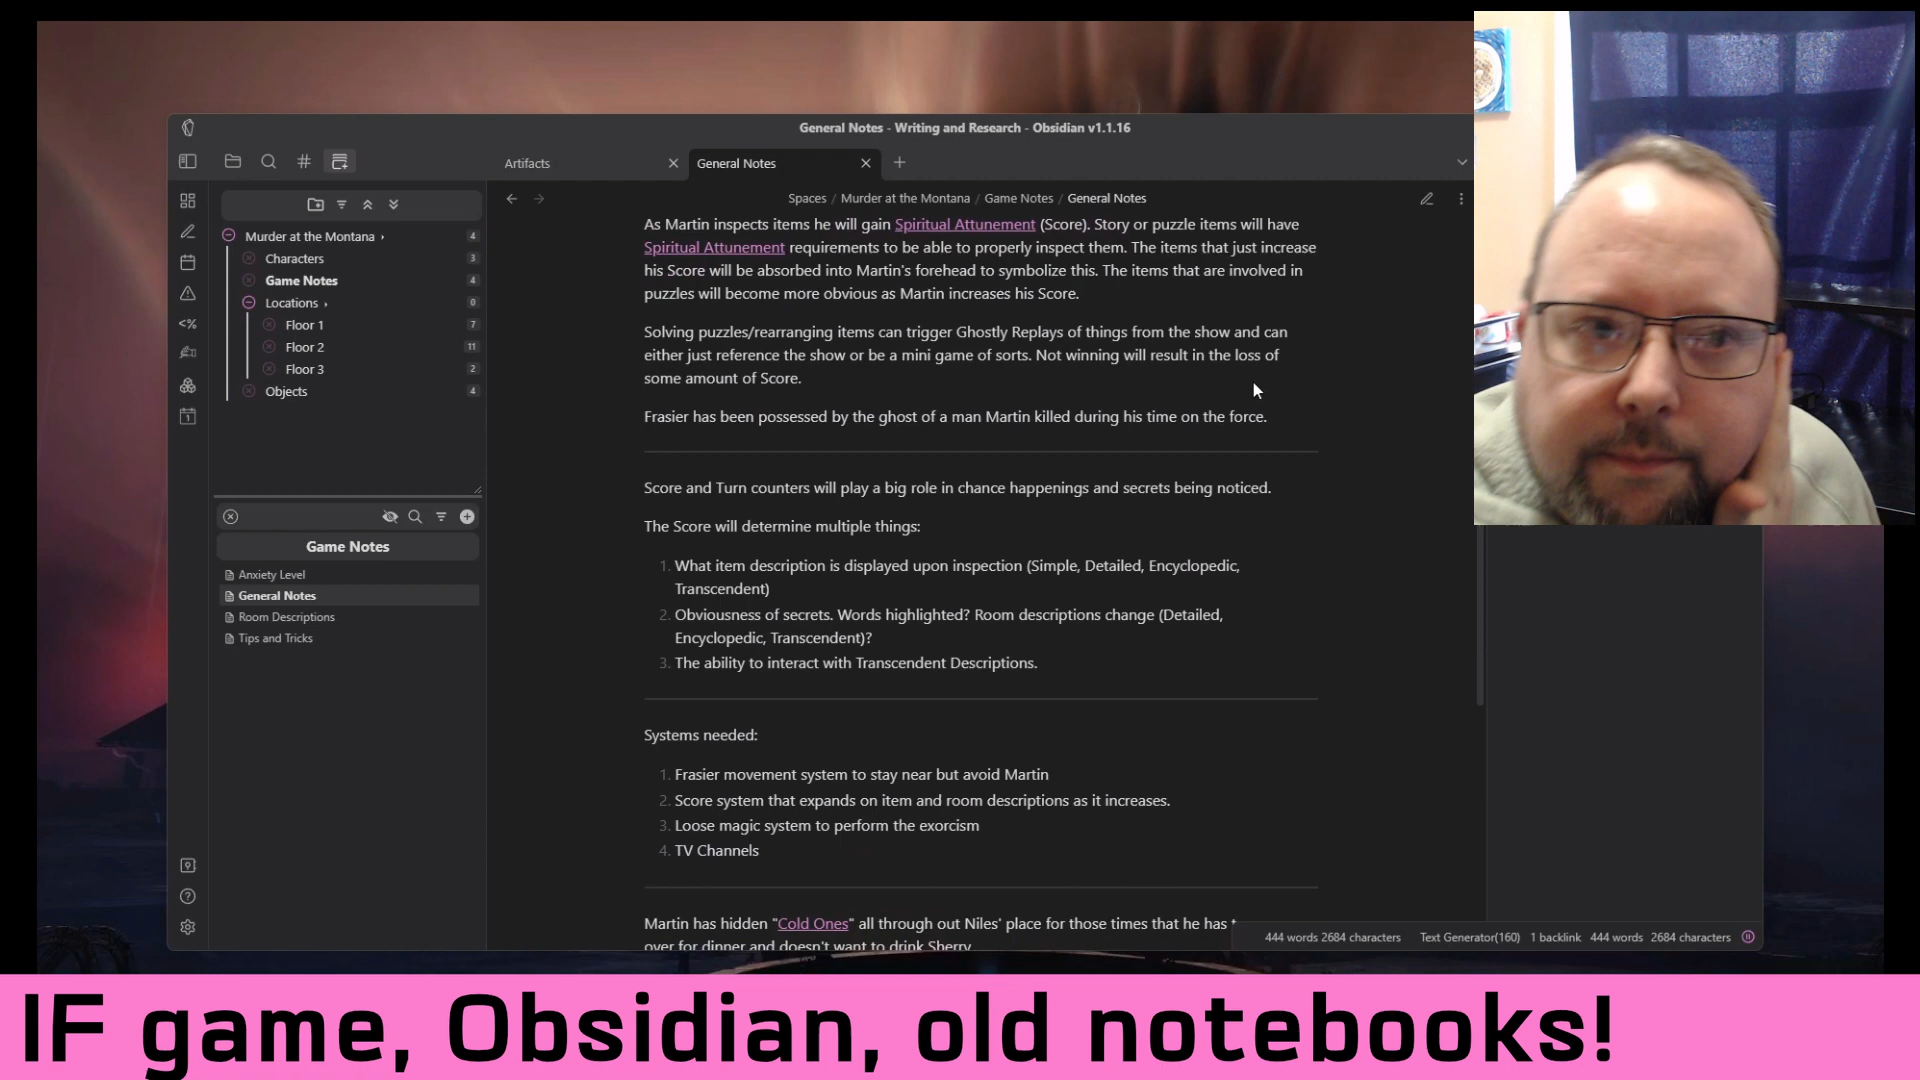 General Notes - Writing and Research - Obsidian v1.1.16
Artifacts
General Notes
Spaces / Murder at the Montana / Game Notes / General Notes
Murder at the Montana
4
Characters
3
Game Notes
4
Locations
0
Floor 1
7
Floor 2
11
Floor 3
2
Objects
4
Game Notes
Anxiety Level
General Notes
Room Descriptions
Tips and Tricks
As Martin inspects items he will gain Spiritual Attunement (Score). Story or puzzle items will have
Spiritual Attunement requirements to be able to properly inspect them. The items that just increase
his Score will be absorbed into Martin's forehead to symbolize this. The items that are involved in
puzzles will become more obvious as Martin increases his Score.
Solving puzzles/rearranging items can trigger Ghostly Replays of things from the show and can
either just reference the show or be a mini game of sorts. Not winning will result in the loss of
some amount of Score.
Frasier has been possessed by the ghost of a man Martin killed during his time on the force.
Score and Turn counters will play a big role in chance happenings and secrets being noticed.
The Score will determine multiple things:
1. What item description is displayed upon inspection (Simple, Detailed, Encyclopedic,
Transcendent)
2. Obviousness of secrets. Words highlighted? Room descriptions change (Detailed,
Encyclopedic, Transcendent)?
3. The ability to interact with Transcendent Descriptions.
Systems needed:
1. Frasier movement system to stay near but avoid Martin
2. Score system that expands on item and room descriptions as it increases.
3. Loose magic system to perform the exorcism
4. TV Channels
Martin has hidden "Cold Ones" all through out Niles' place for those times that he has
over for dinner and doesn't want to drink Sherry
444 words 2684 characters
Text Generator(160)
1 backlink
444 words
2684 characters
IF game, Obsidian, old notebooks!